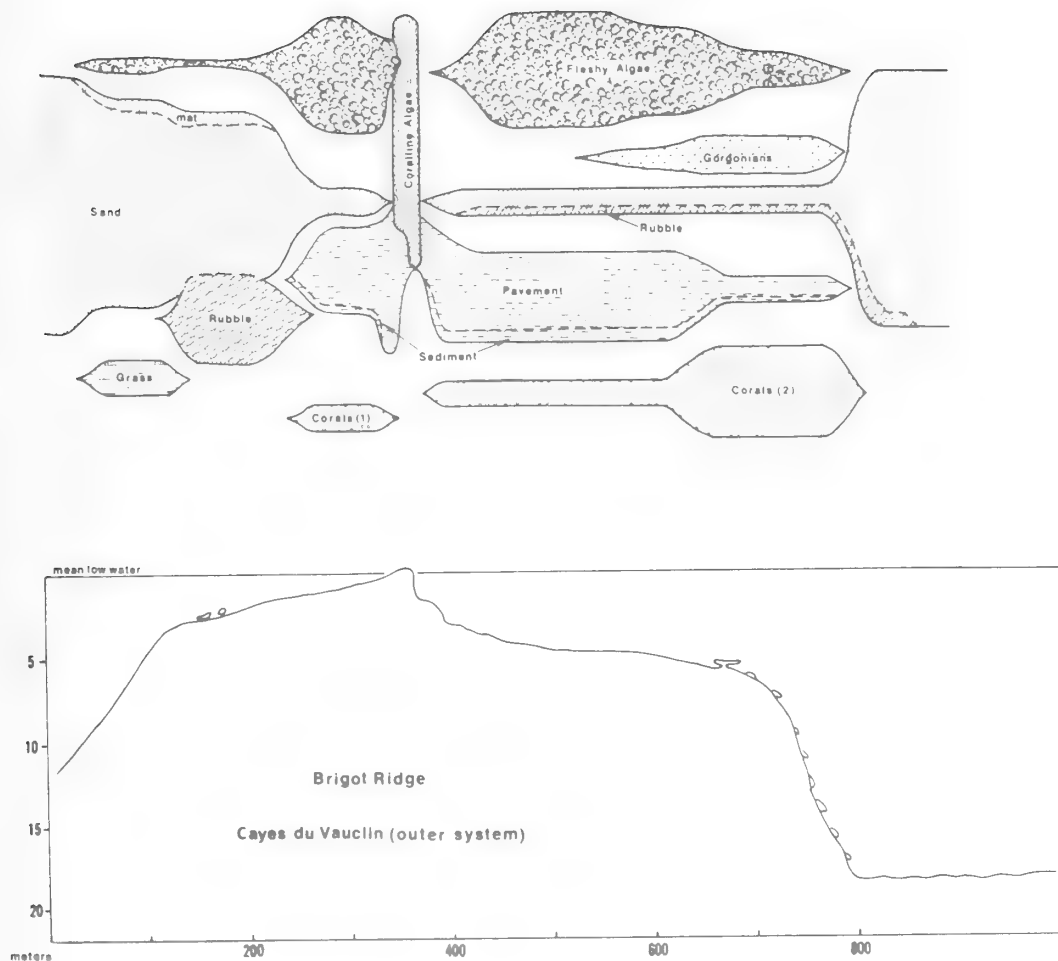 Fleshy Algae
mat
Coralline Algae
Gorgonians
Sand
Rubble
Pavement
Rubble
Sediment
Grass
Corals (2)
Corals (1)
mean low water
5
10
Brigot Ridge
15
Cayes du Vauclin (outer system)
20
meters
200
400
600
800